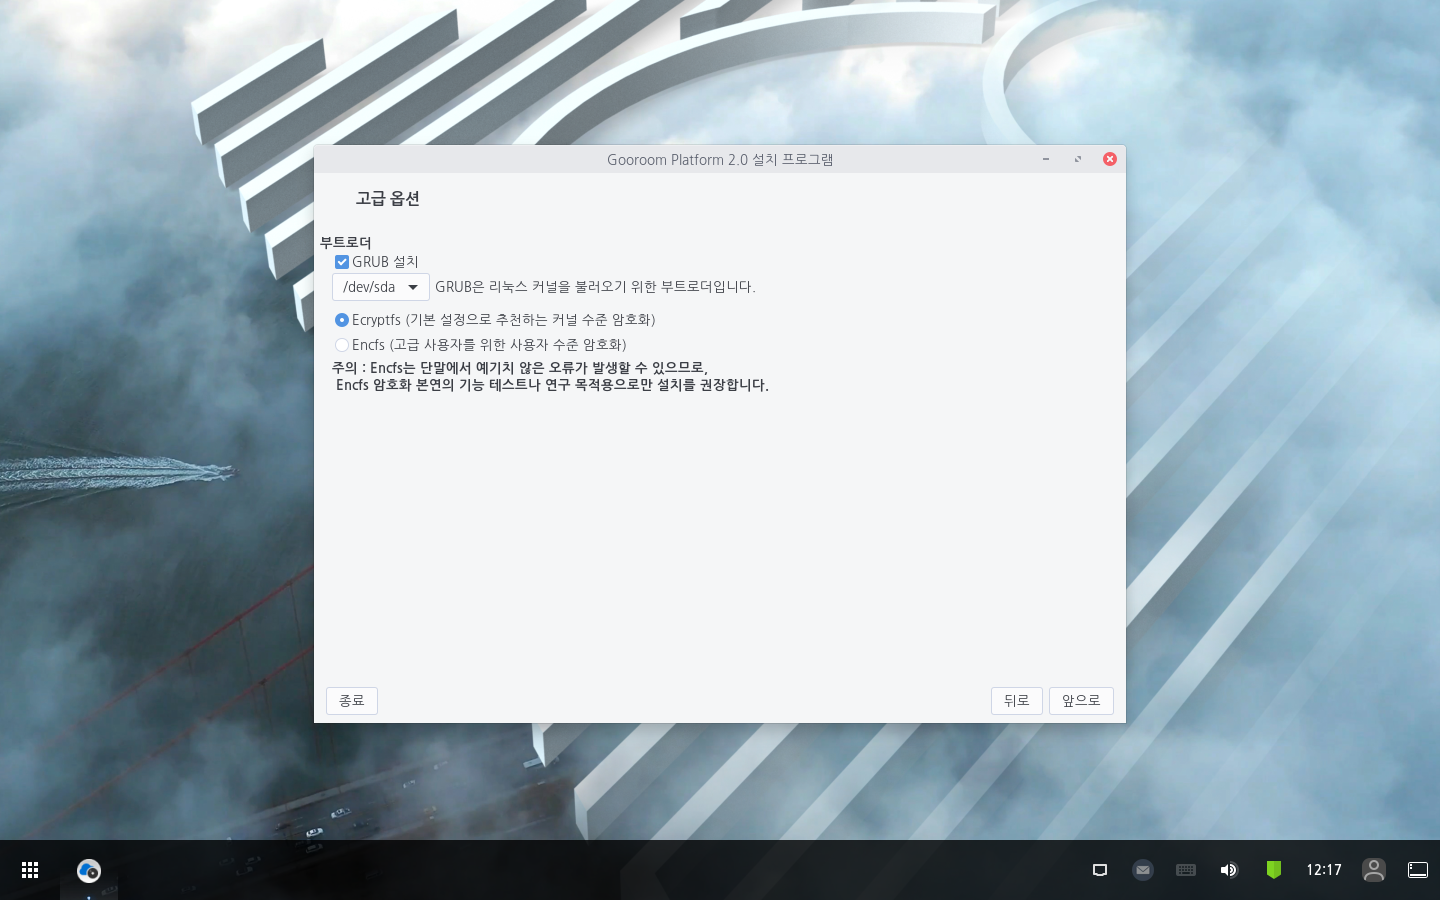 Gooroom Platform 2.0 설치 프로그램
고급 옵션
부트로더
GRUB 설치
/dev/sda GRUB은 리눅스 커널을 불러오기 위한 부트로더입니다.
Ecryptfs (기본 설정으로 추천하는 커널 수준 암호화)
Encfs (고급 사용자를 위한 사용자 수준 암호화)
주의 : Encfs는 단말에서 예기치 않은 오류가 발생할 수 있으므로,
Encfs 암호화 본연의 기능 테스트나 연구 목적용으로만 설치를 권장합니다.
종료 뒤로 앞으로
12:17